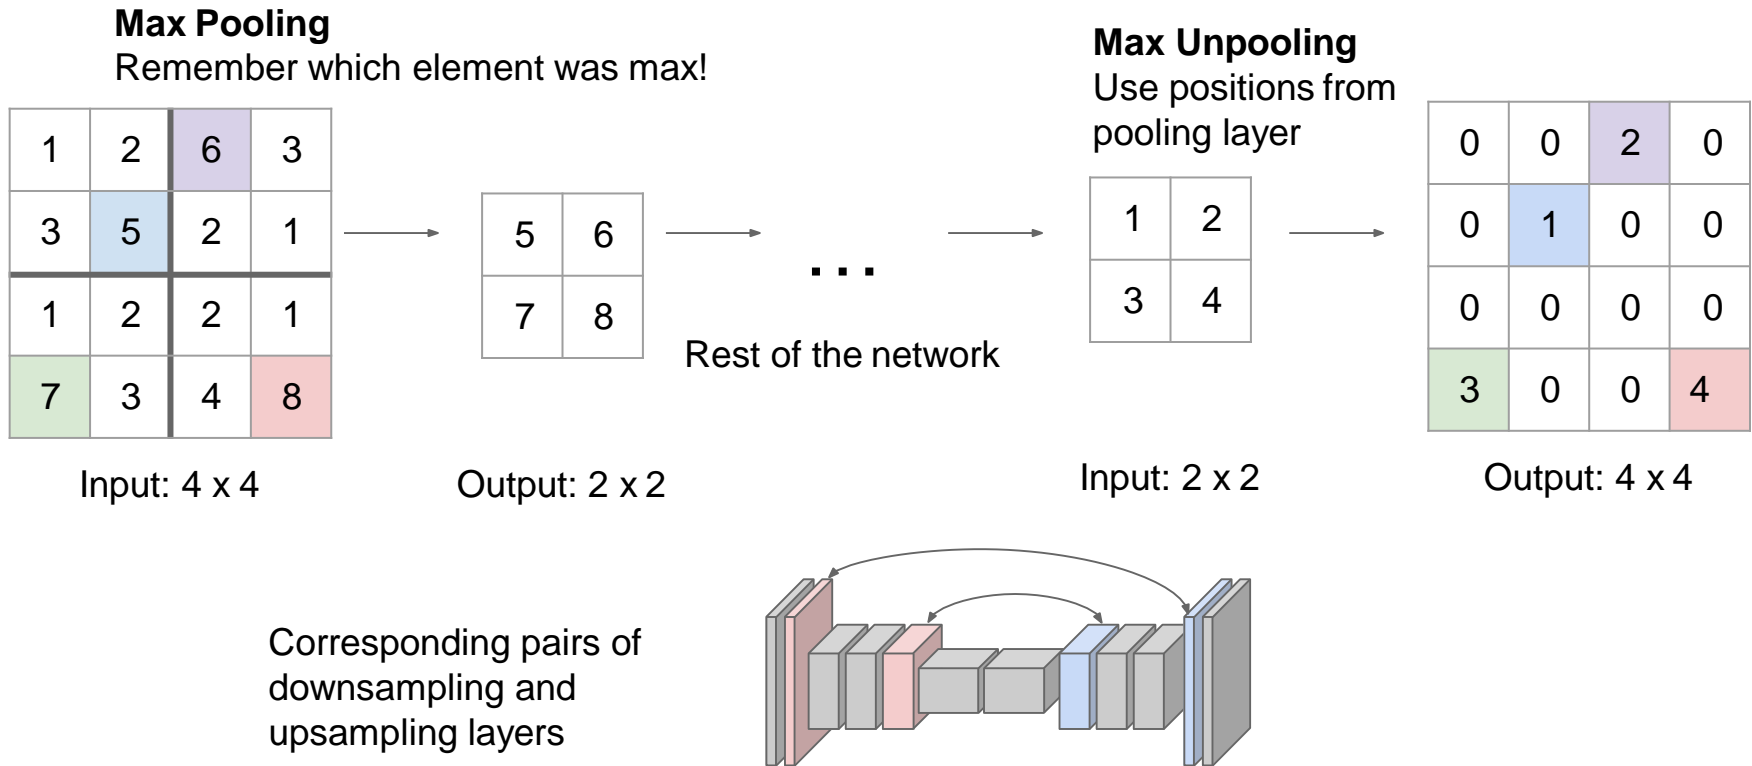 Max Pooling
Remember which element was max!
1 2 6 3
3 5 2 1
1 2 2 1
7 3 4 8
Input: 4 x 4
5 6
7 8
Output: 2 x 2
...
Rest of the network
Max Unpooling
Use positions from
pooling layer
1 2
3 4
Input: 2 x 2
0 0 2 0
0 1 0 0
0 0 0 0
3 0 0 4
Output: 4 x 4
Corresponding pairs of
downsampling and
upsampling layers